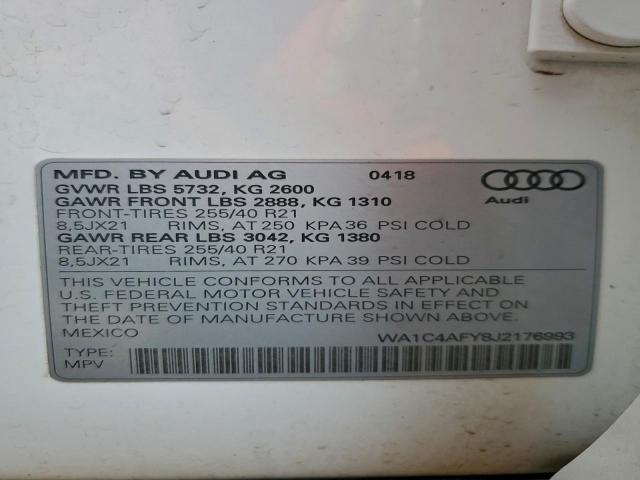 MFD. BY AUDI AG 0418
GVWR LBS 5732, KG 2600
GAWR FRONT LBS 2888, KG 1310
FRONT-TIRES 255/40 R21
8,5JX21 RIMS, AT 250 KPA 36 PSI COLD
GAWR REAR LBS 3042, KG 1380
REAR-TIRES 255/40 R21
8,5JX21 RIMS, AT 270 KPA 39 PSI COLD
Audi
THIS VEHICLE CONFORMS TO ALL APPLICABLE
U.S. FEDERAL MOTOR VEHICLE SAFETY AND
THEFT PREVENTION STANDARDS IN EFFECT ON
THE DATE OF MANUFACTURE SHOWN ABOVE.
MEXICO WA1C4AFY8J2176993
TYPE:
MPV